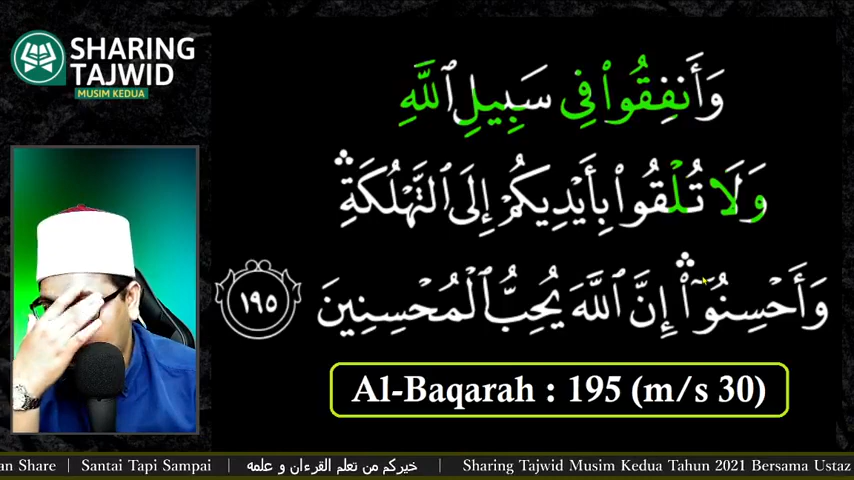 SHARING
TAJWID
MUSIM KEDUA
وَأَنفِقُوا۟ فِى سَبِيلِ ٱللَّهِ
وَلَا تُلْقُوا۟ بِأَيْدِيكُمْ إِلَى ٱلتَّهْلُكَةِ ۛ
وَأَحْسِنُوٓا۟ ۛ إِنَّ ٱللَّهَ يُحِبُّ ٱلْمُحْسِنِينَ ١٩٥
Al-Baqarah : 195 (m/s 30)
an Share | Santai Tapi Sampai | خيركم من تعلم القرءان و علمه | Sharing Tajwid Musim Kedua Tahun 2021 Bersama Ustaz